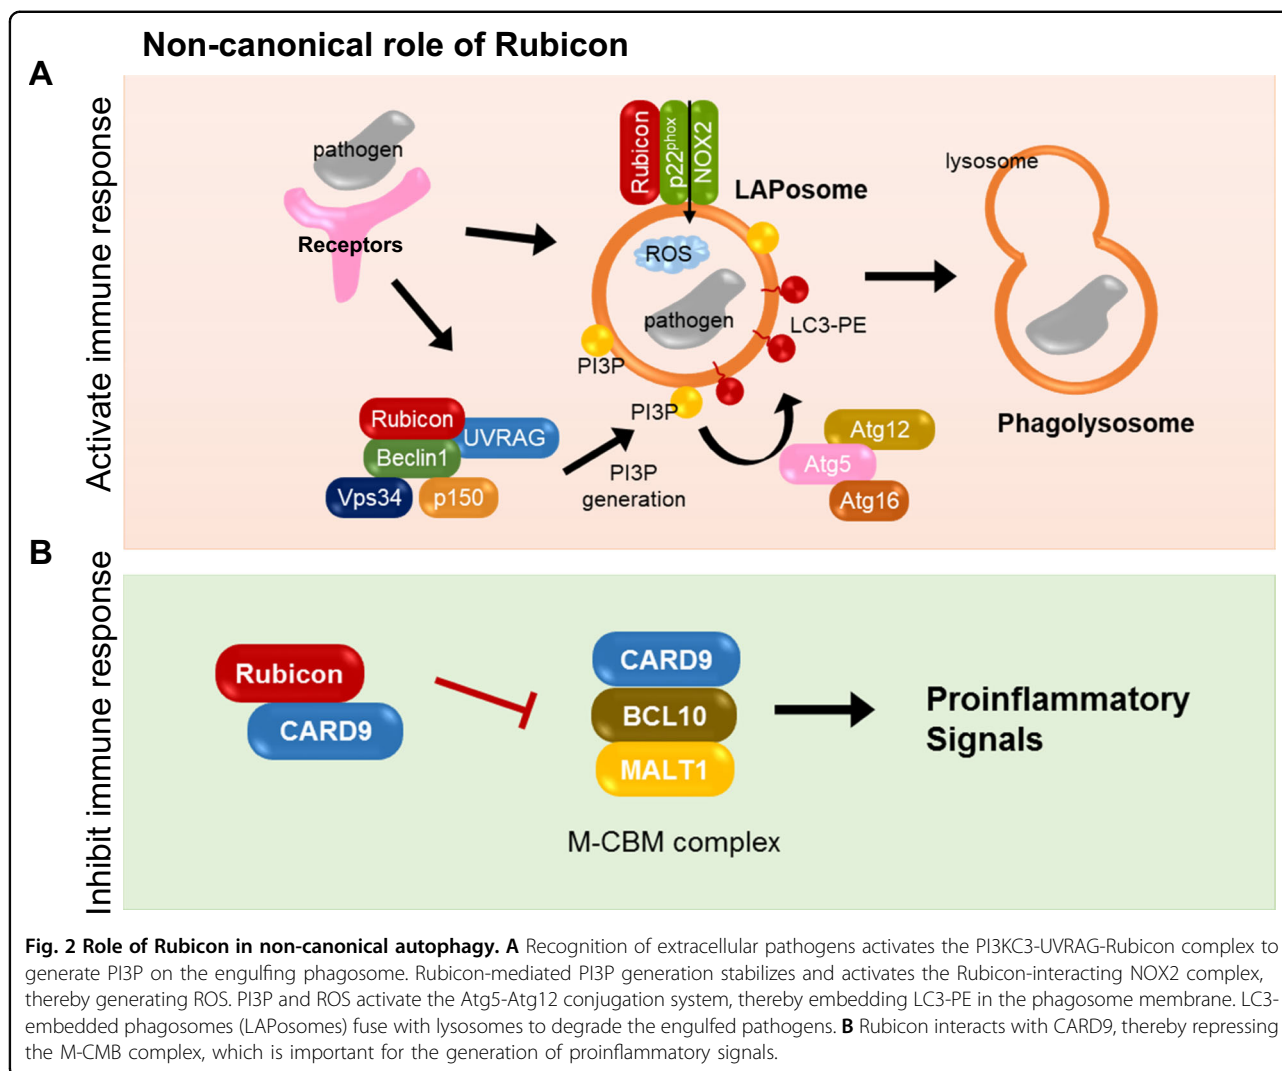 Non-canonical role of Rubicon
A
Activate immune response
pathogen
Receptors
Rubicon
p22phox
NOX2
LAPosome
ROS
pathogen
LC3-PE
PI3P
PI3P
lysosome
Phagolysosome
Rubicon
UVRAG
Beclin1
Vps34
p150
PI3P
generation
Atg12
Atg5
Atg16
B
Inhibit immune response
Rubicon
CARD9
CARD9
BCL10
MALT1
M-CBM complex
Proinflammatory
Signals
Fig. 2 Role of Rubicon in non-canonical autophagy. A Recognition of extracellular pathogens activates the PI3KC3-UVRAG-Rubicon complex to
generate PI3P on the engulfing phagosome. Rubicon-mediated PI3P generation stabilizes and activates the Rubicon-interacting NOX2 complex,
thereby generating ROS. PI3P and ROS activate the Atg5-Atg12 conjugation system, thereby embedding LC3-PE in the phagosome membrane. LC3-
embedded phagosomes (LAPosomes) fuse with lysosomes to degrade the engulfed pathogens. B Rubicon interacts with CARD9, thereby repressing
the M-CMB complex, which is important for the generation of proinflammatory signals.